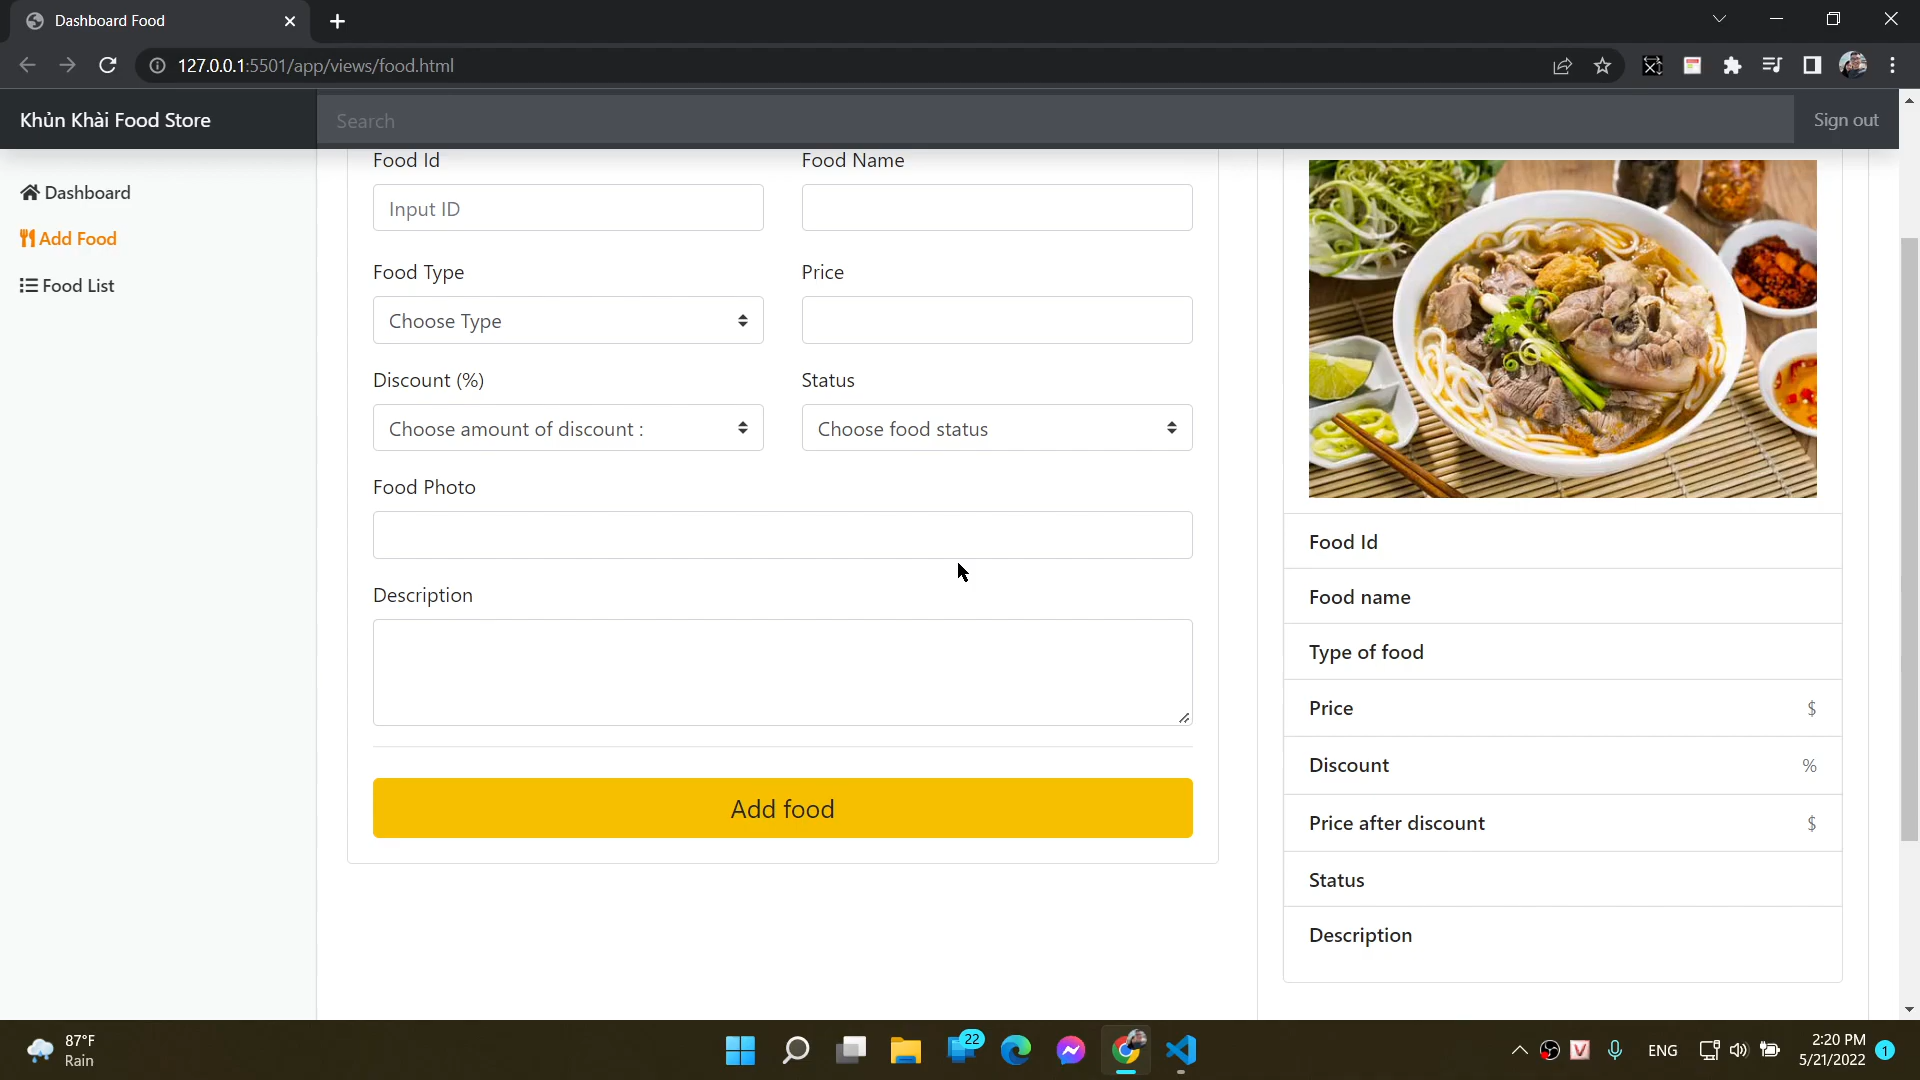 Dashboard Food
127.0.0.1:5501/app/views/food.html
Khủn Khài Food Store
Search
Sign out
Dashboard
Add Food
Food List
Food Id
Food Name
Input ID
Food Type
Price
Choose Type
Discount (%)
Status
Choose amount of discount :
Choose food status
Food Photo
Description
Add food
Food Id
Food name
Type of food
Price $
Discount %
Price after discount $
Status
Description
87°F
Rain
22
V
ENG
2:20 PM
5/21/2022
1